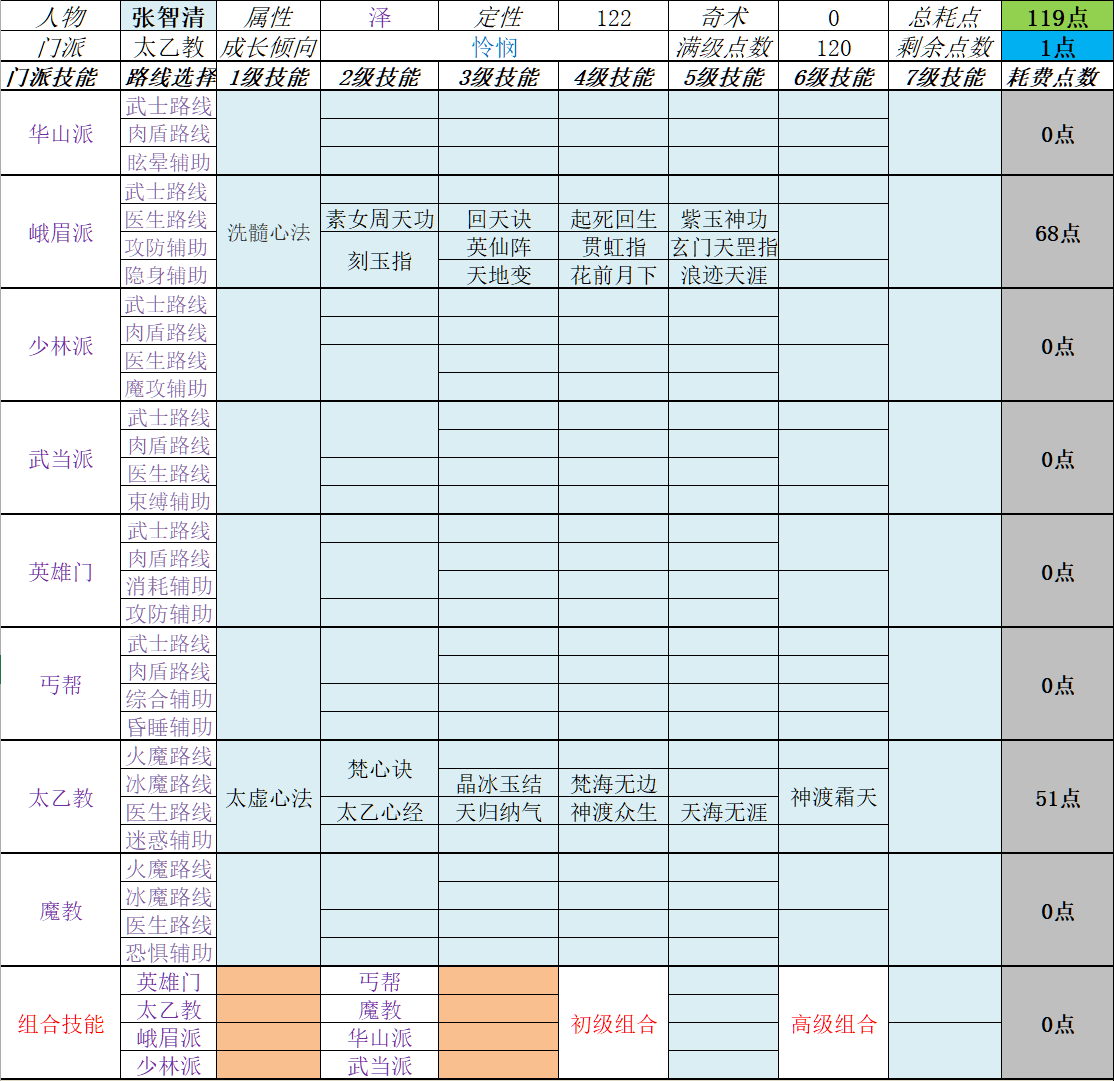 人物 张智清 属性 泽 定性 122 奇术 0 总耗点 119点
门派 太乙教 成长倾向 怜悯 满级点数 120 剩余点数 1点
门派技能 路线选择 1级技能 2级技能 3级技能 4级技能 5级技能 6级技能 7级技能 耗费点数
华山派 武士路线 0点
肉盾路线
眩晕辅助
峨眉派 洗髓心法 68点
武士路线
医生路线 素女周天功 回天诀 起死回生 紫玉神功
攻防辅助 刻玉指 英仙阵 贯虹指 玄门天罡指
隐身辅助 天地变 花前月下 浪迹天涯
少林派 0点
武士路线
肉盾路线
医生路线
魔攻辅助
武当派 0点
武士路线
肉盾路线
医生路线
束缚辅助
英雄门 0点
武士路线
肉盾路线
消耗辅助
攻防辅助
丐帮 0点
武士路线
肉盾路线
综合辅助
昏睡辅助
太乙教 太虚心法 51点
火魔路线 梵心诀
冰魔路线 晶冰玉结 梵海无边 神渡霜天
医生路线 太乙心经 天归纳气 神渡众生 天海无涯
迷惑辅助
魔教 0点
火魔路线
冰魔路线
医生路线
恐惧辅助
组合技能 初级组合 高级组合 0点
英雄门 丐帮
太乙教 魔教
峨眉派 华山派
少林派 武当派